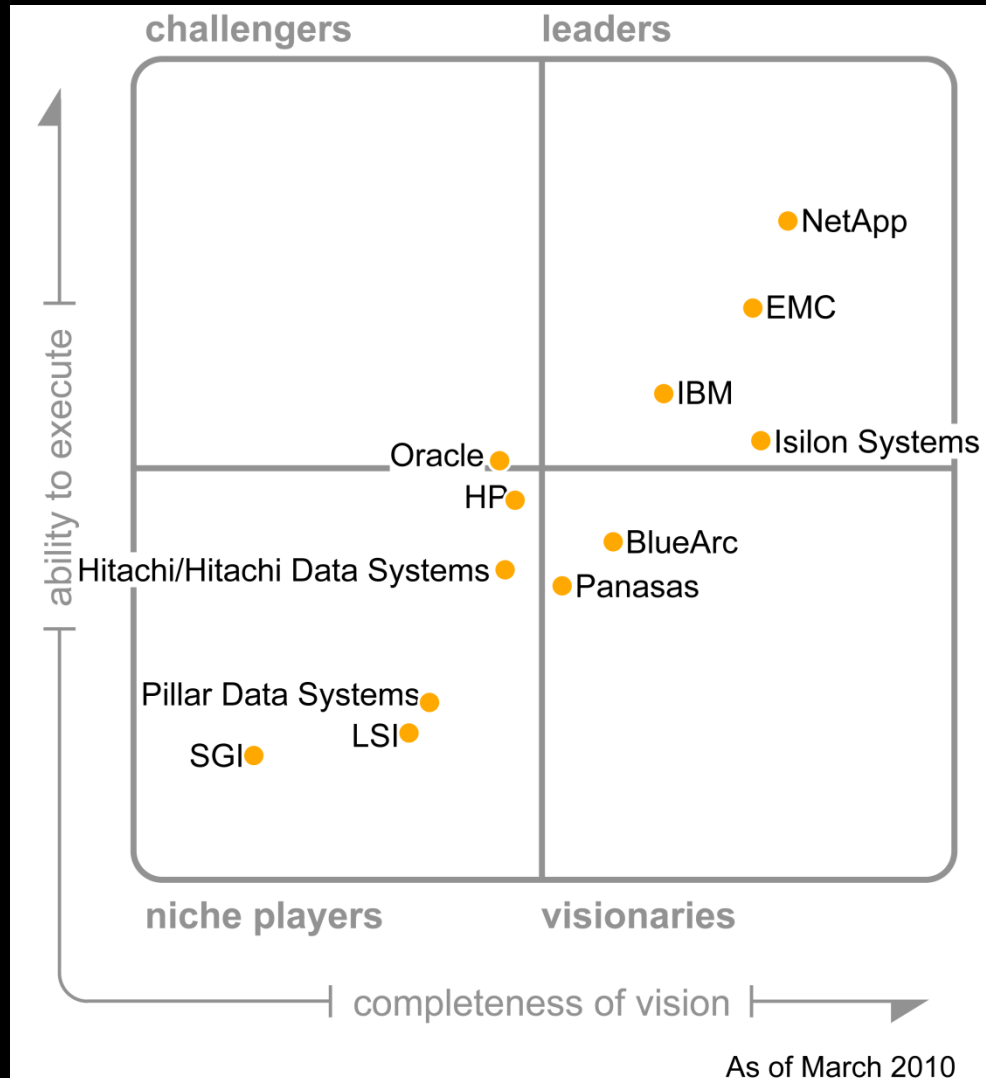 challengers
leaders
NetApp
EMC
IBM
Isilon Systems
Oracle
HP
BlueArc
Hitachi/Hitachi Data Systems
Panasas
Pillar Data Systems
LSI
SGI
ability to execute
niche players
visionaries
completeness of vision
As of March 2010